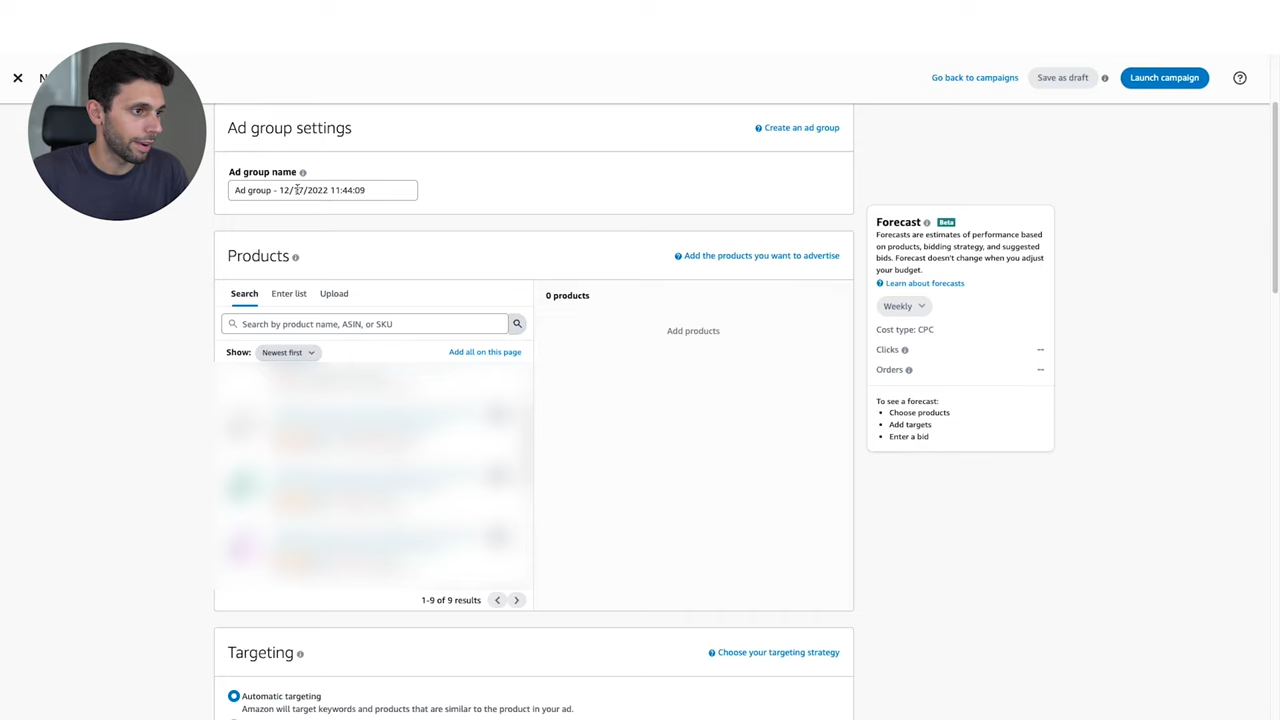 Go back to campaigns
Save as draft
Launch campaign
Ad group settings
Create an ad group
Ad group name
Ad group - 12/17/2022 11:44:09
Products
Add the products you want to advertise
Search Enter list Upload
0 products
Search by product name, ASIN, or SKU
Add products
Show: Newest first
Add all on this page
1-9 of 9 results
Forecast Beta
Forecasts are estimates of performance based
on products, bidding strategy, and suggested
bids. Forecast doesn't change when you adjust
your budget.
Learn about forecasts
Weekly
Cost type: CPC
Clicks --
Orders --
To see a forecast:
• Choose products
• Add targets
• Enter a bid
Targeting
Choose your targeting strategy
Automatic targeting
Amazon will target keywords and products that are similar to the product in your ad.